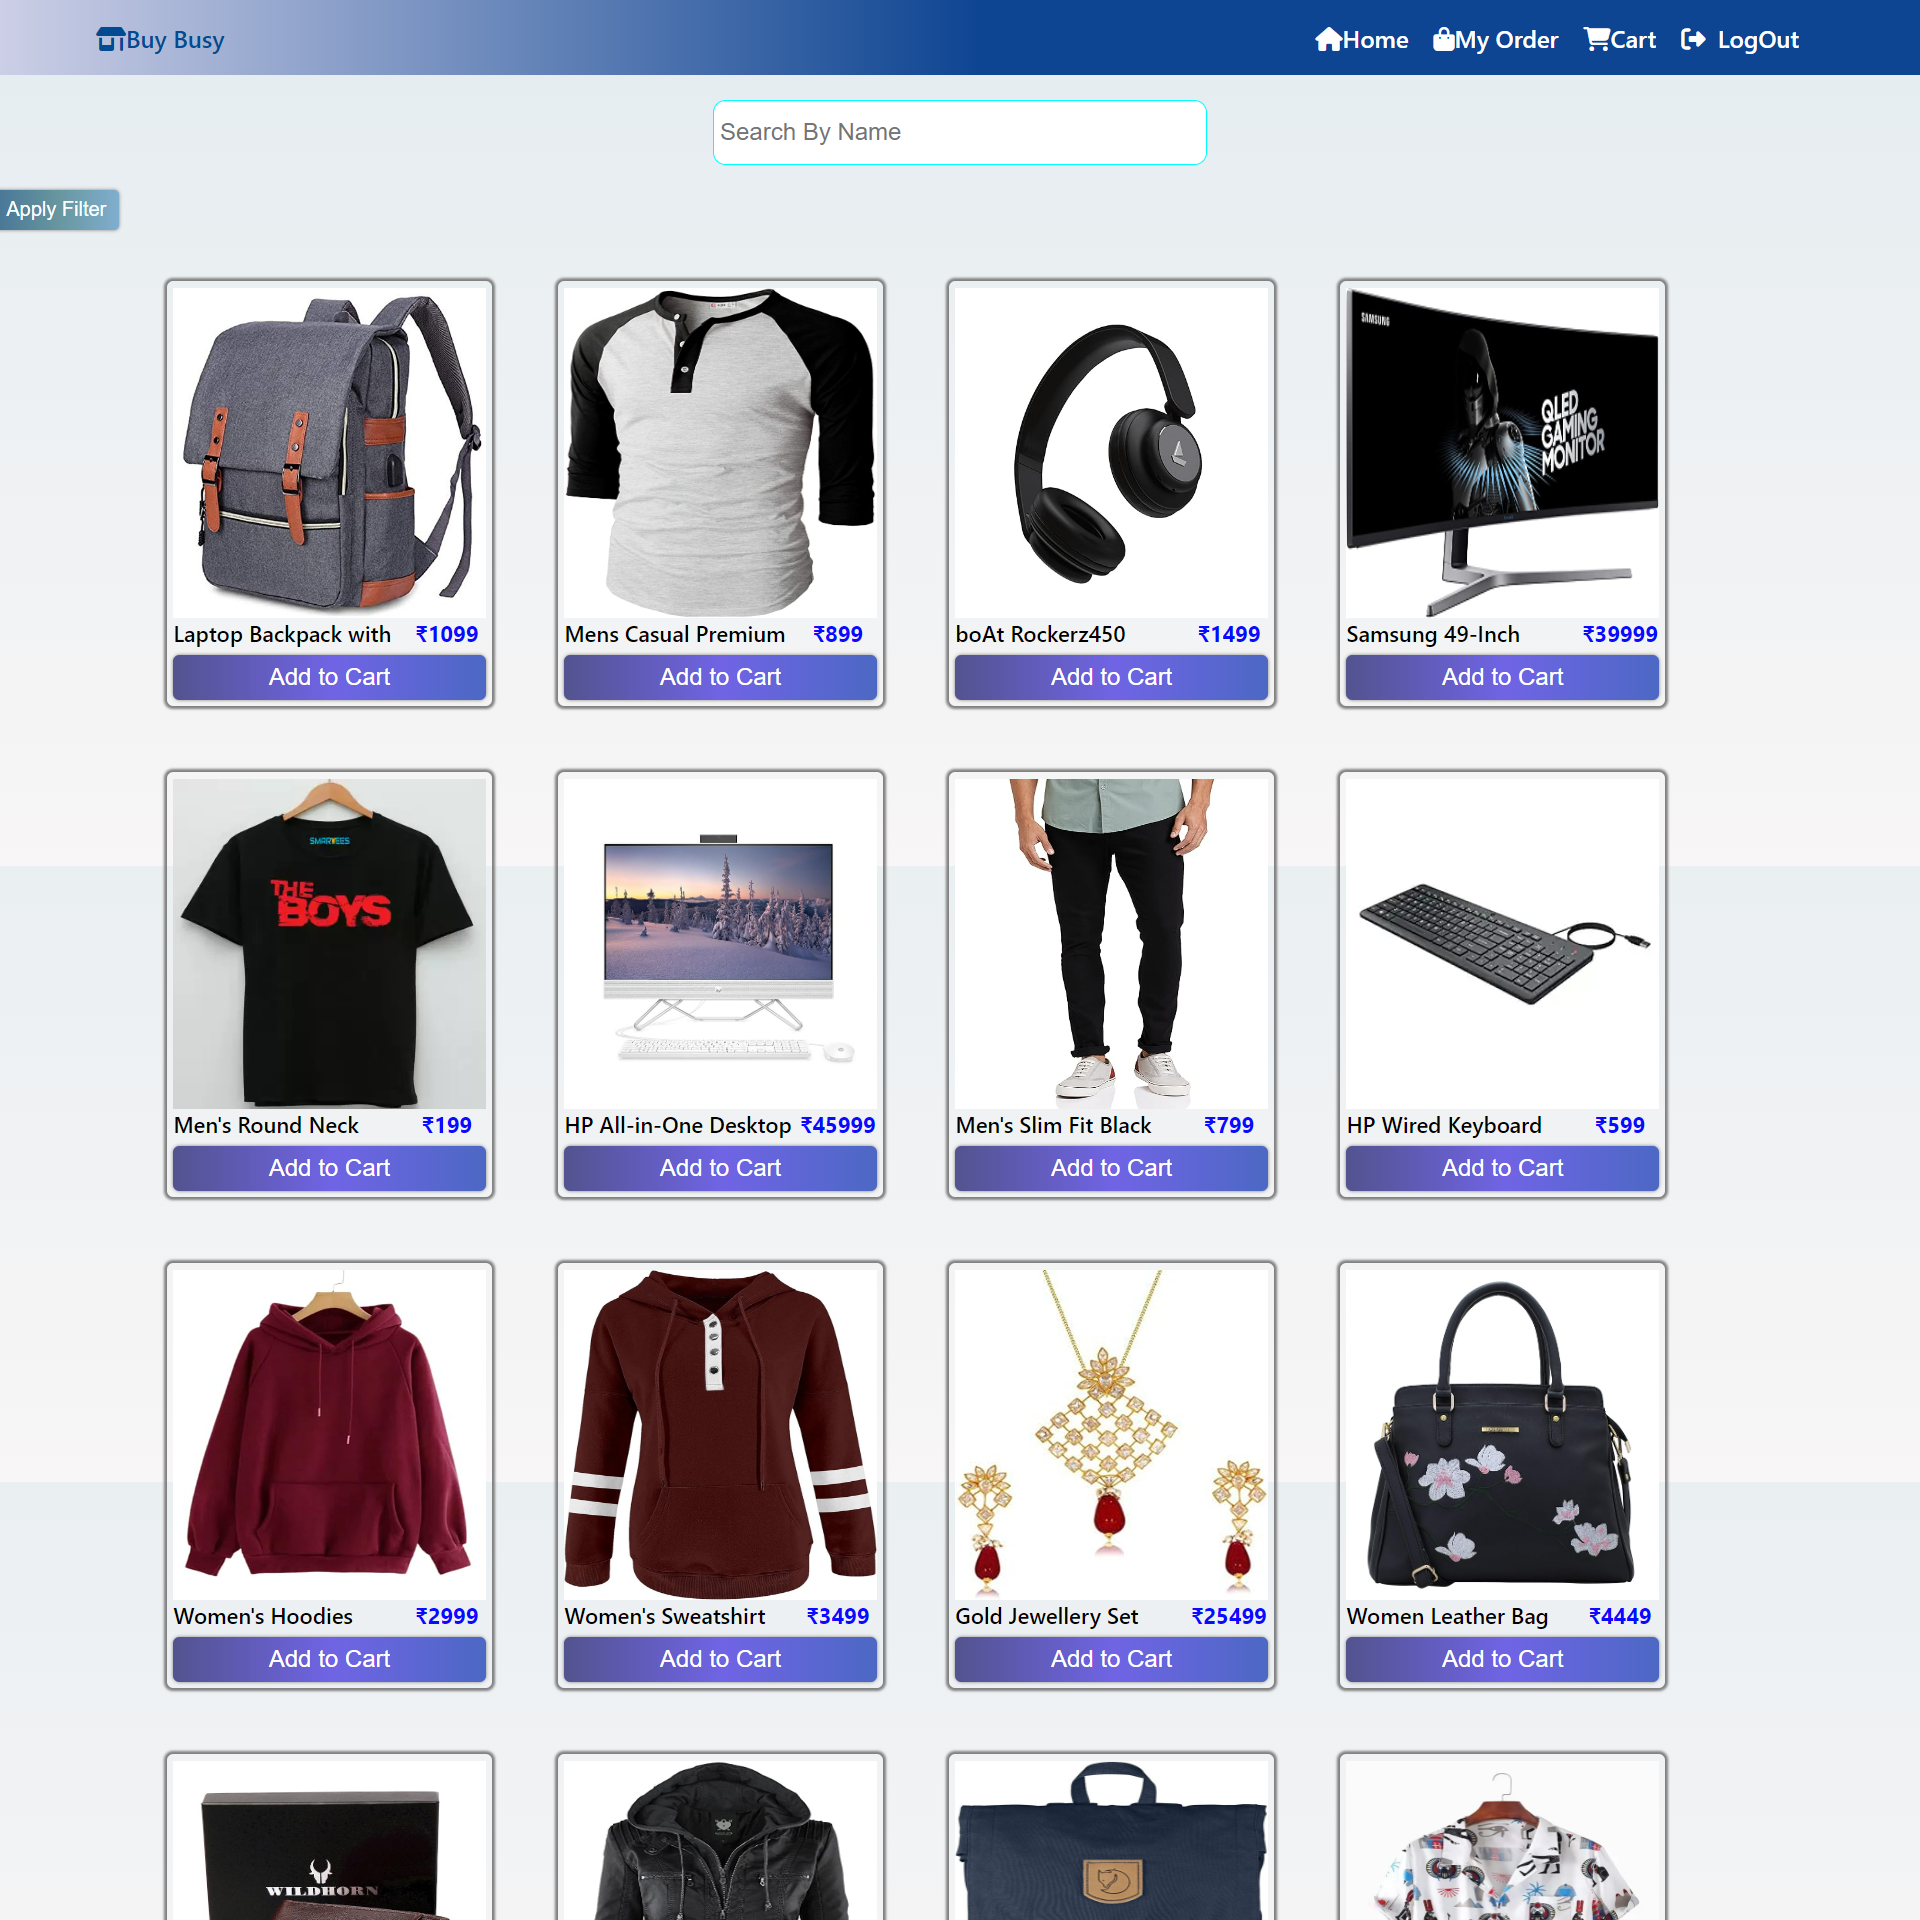 Buy Busy
Home
My Order
Cart
LogOut
Search By Name
Apply Filter
SAMSUNG
QLED
GAMING
MONITOR
Laptop Backpack with ₹1099
Mens Casual Premium ₹899
boAt Rockerz450 ₹1499
Samsung 49-Inch ₹39999
Add to Cart
Add to Cart
Add to Cart
Add to Cart
SMARTEES
THE
BOYS
Men's Round Neck ₹199
HP All-in-One Desktop ₹45999
Men's Slim Fit Black ₹799
HP Wired Keyboard ₹599
Add to Cart
Add to Cart
Add to Cart
Add to Cart
Women's Hoodies ₹2999
Women's Sweatshirt ₹3499
Gold Jewellery Set ₹25499
Women Leather Bag ₹4449
Add to Cart
Add to Cart
Add to Cart
Add to Cart
WILDHORN